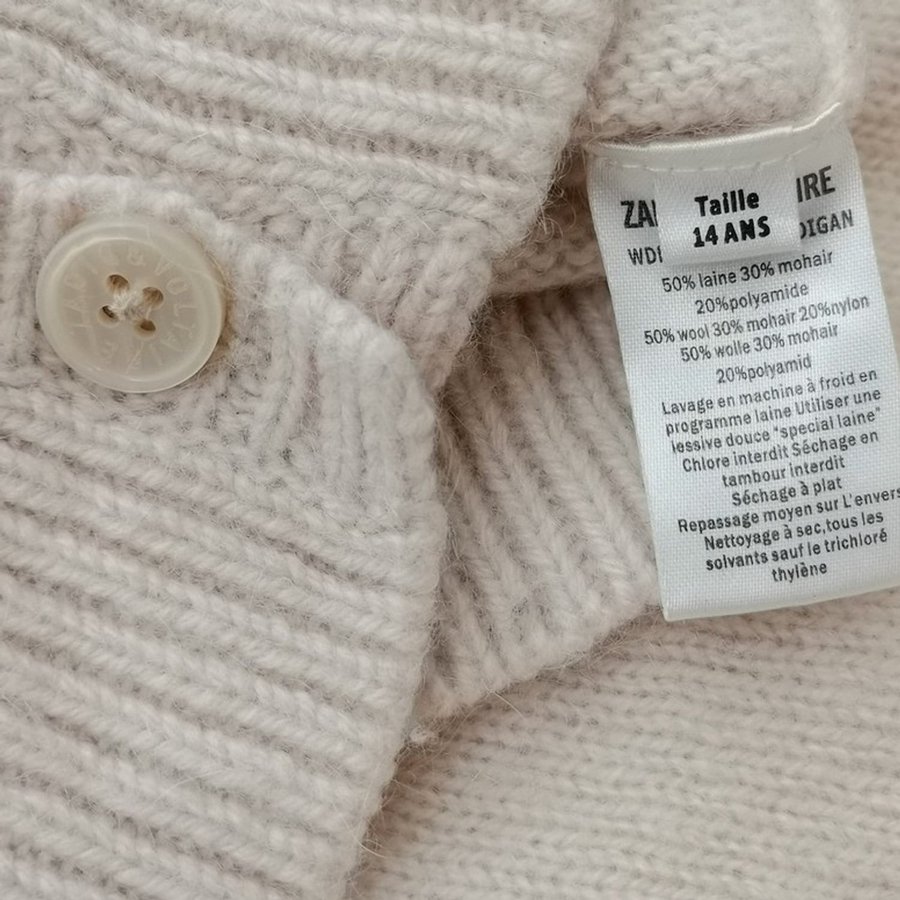 Taille
14 ANS
50% laine 30% mohair
20%polyamide
50% wool 30% mohair 20%nylon
50% wolle 30% mohair
20%polyamid
Lavage en machine à froid en
programme laine Utiliser une
lessive douce "special laine"
Chlore interdit Séchage en
tambour interdit
Séchage à plat
Repassage moyen sur L'envers
Nettoyage à sec,tous les
solvants sauf le trichloré
thylène